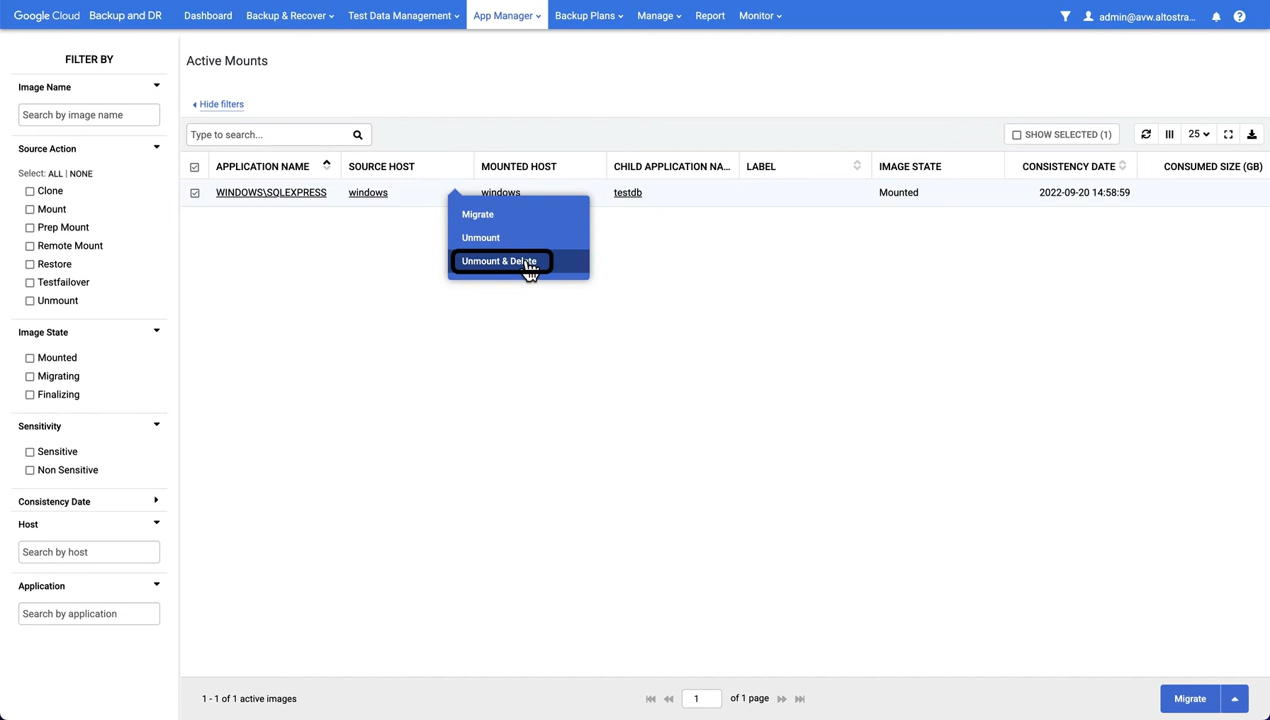 Google Cloud Backup and DR Dashboard Backup & Recover Test Data Management App Manager Backup Plans Manage Report Monitor admin@avw.altostra...
FILTER BY
Image Name
Search by image name
Source Action
Select: ALL | NONE
Clone
Mount
Prep Mount
Remote Mount
Restore
Testfailover
Unmount
Image State
Mounted
Migrating
Finalizing
Sensitivity
Sensitive
Non Sensitive
Consistency Date
Host
Search by host
Application
Search by application
Active Mounts
Hide filters
Type to search...
SHOW SELECTED (1) 25
APPLICATION NAME SOURCE HOST MOUNTED HOST CHILD APPLICATION NA... LABEL IMAGE STATE CONSISTENCY DATE CONSUMED SIZE (GB)
WINDOWS\SQLEXPRESS windows windows testdb Mounted 2022-09-20 14:58:59
Migrate
Unmount
Unmount & Delete
1 - 1 of 1 active images
1 of 1 page
Migrate